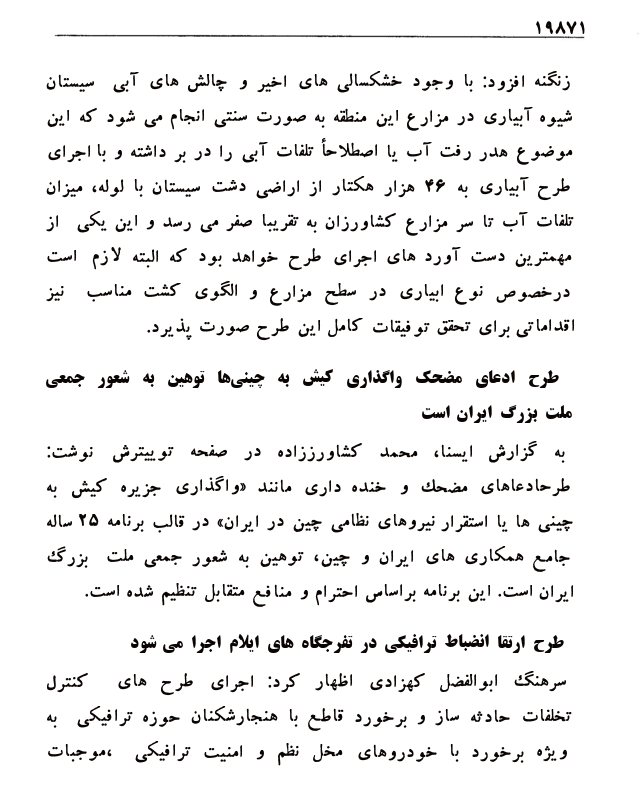 ۱۹۸۷۱
زنگنه افزود: با وجود خشکسالی های اخیر و چالش های آبی سیستان
شیوه آبیاری در مزارع این منطقه به صورت سنتی انجام می شود که این
موضوع هدر رفت آب یا اصطلاحأ تلفات آبی را در بر داشته و با اجرای
طرح آبیاری به ۴۶ هزار هکتار از اراضی دشت سیستان با لوله، میزان
تلفات آب تا سر مزارع کشاورزان به تقریبا صفر می رسد و این یکی از
مهمترین دست آورد های اجرای طرح خواهد بود که البته لازم است
درخصوص نوع ابیاری در سطح مزارع و الگوی کشت مناسب نیز
اقداماتی برای تحقق توفیقات کامل این طرح صورت پذیرد.
طرح ادعای مضحک واگذاری کیش به چینی‌ها توهین به شعور جمعی
ملت بزرگ ایران است
به گزارش ایسنا، محمد کشاورززاده در صفحه توییترش نوشت:
طرحادعاهای مضحک و خنده داری مانند «واگذاری جزیره کیش به
چینی ها یا استقرار نیروهای نظامی چین در ایران» در قالب برنامه ۲۵ ساله
جامع همکاری های ایران و چین، توهین به شعور جمعی ملت بزرگ
ایران است. این برنامه براساس احترام و منافع متقابل تنظیم شده است.
طرح ارتقا انضباط ترافیکی در تفرجگاه های ایلام اجرا می شود
سرهنگ ابوالفضل کهزادی اظهار کرد: اجرای طرح های کنترل
تخلفات حادثه ساز و برخورد قاطع با هنجارشکنان حوزه ترافیکی به
ویژه برخورد با خودروهای مخل نظم و امنیت ترافیکی ،موجبات